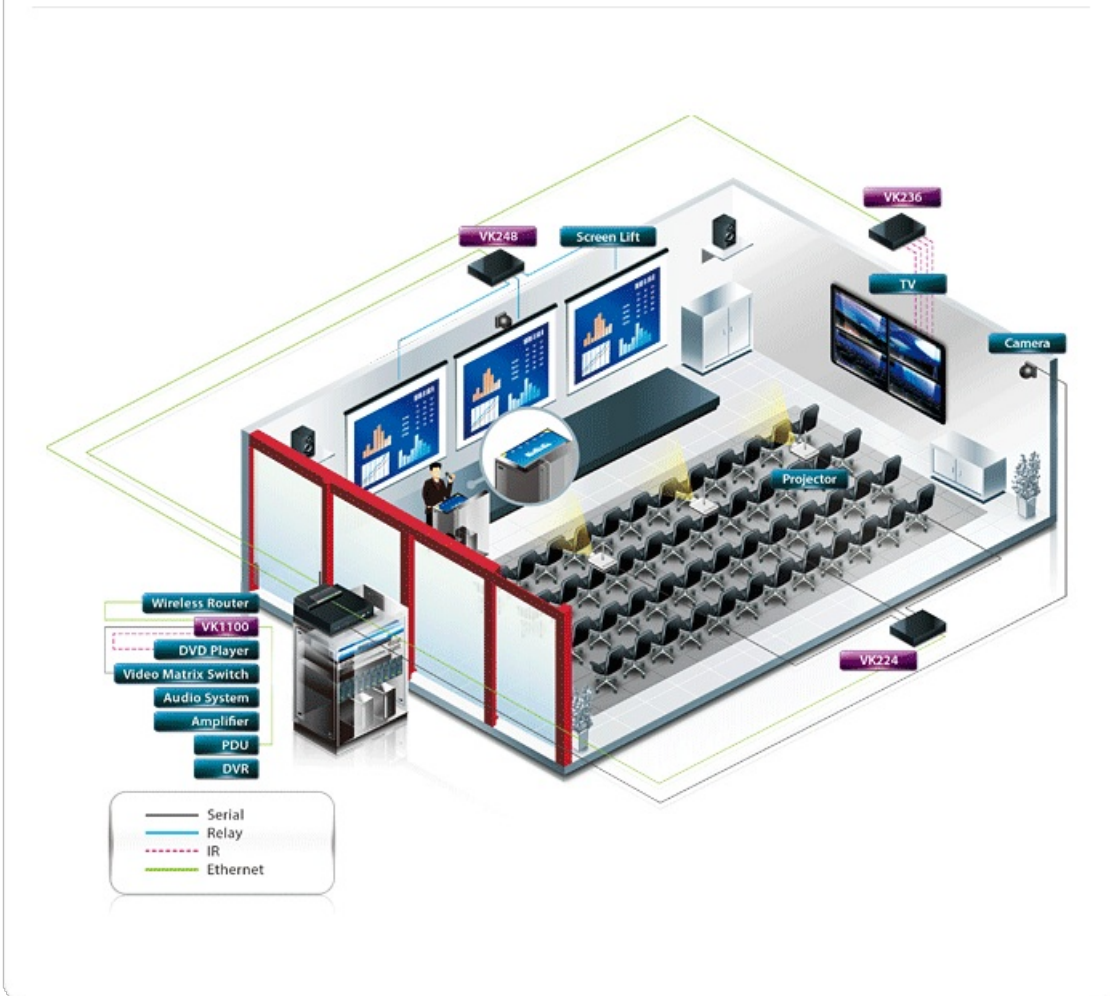 VK236
VK248
Screen Lift
TV
Camera
Projector
Wireless Router
VK1100
DVD Player
VK224
Video Matrix Switch
Audio System
Amplifier
PDU
DVR
Serial
Relay
IR
Ethernet